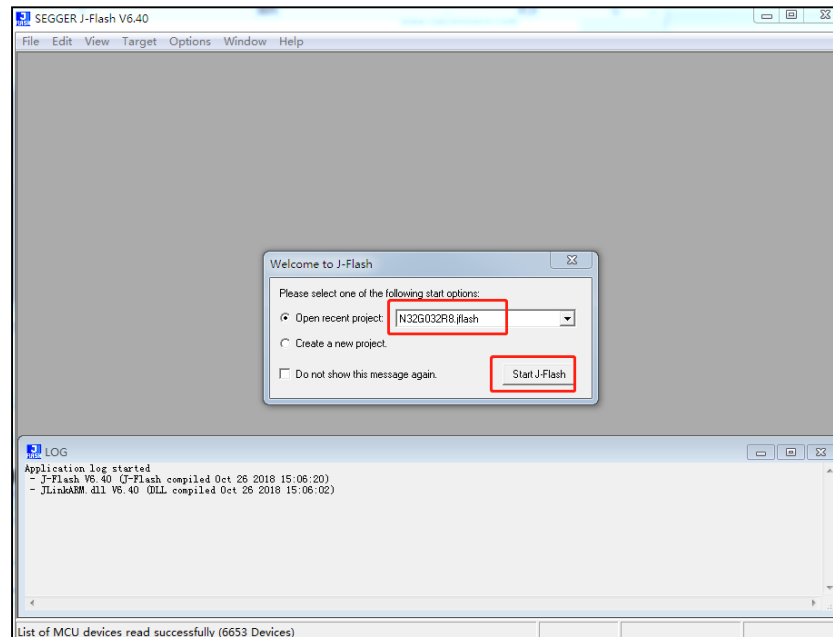 SEGGER J-Flash V6.40
File Edit View Target Options Window Help
Welcome to J-Flash
Please select one of the following start options:
Open recent project: N32G032R8.jflash
Create a new project.
Do not show this message again. Start J-Flash
LOG
Application log started
- J-Flash V6.40 (J-Flash compiled Oct 26 2018 15:06:20)
- JLinkARM.dll V6.40 (DLL compiled Oct 26 2018 15:06:02)
List of MCU devices read successfully (6653 Devices)